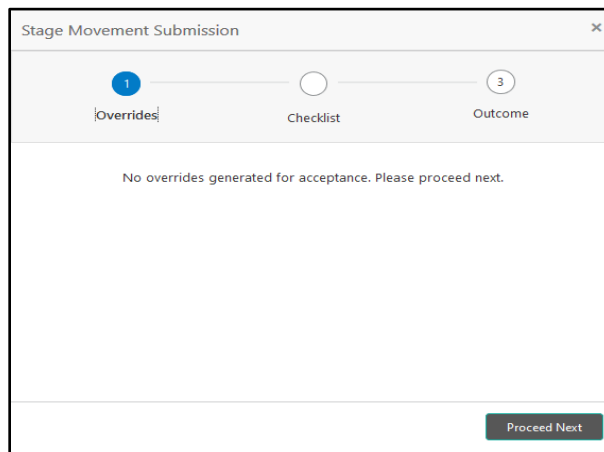 Stage Movement Submission ×
1 3
Overrides Checklist Outcome
No overrides generated for acceptance. Please proceed next.
Proceed Next